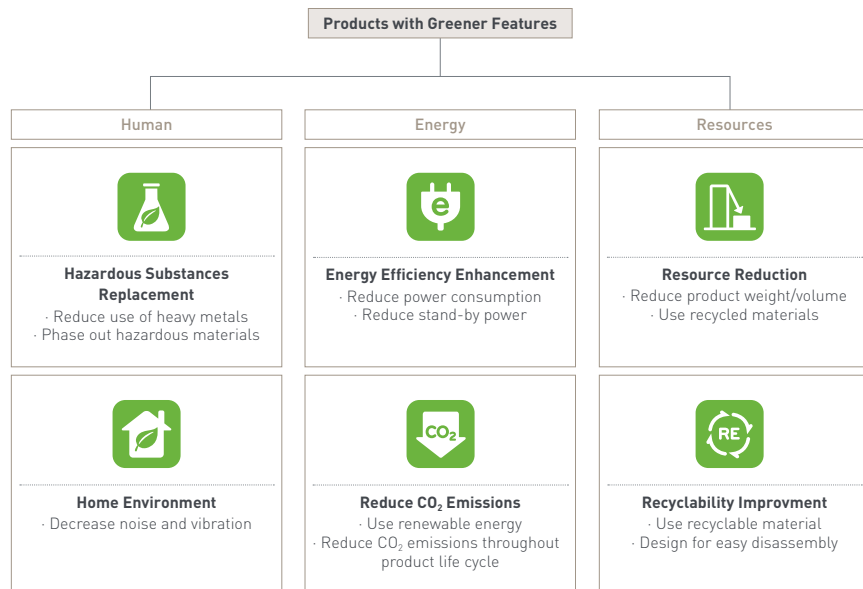 Products with Greener Features
Human
Energy
Resources
Hazardous Substances
Replacement
· Reduce use of heavy metals
· Phase out hazardous materials
e
Energy Efficiency Enhancement
· Reduce power consumption
· Reduce stand-by power
Resource Reduction
· Reduce product weight/volume
· Use recycled materials
Home Environment
· Decrease noise and vibration
CO₂
Reduce CO₂ Emissions
· Use renewable energy
· Reduce CO₂ emissions throughout
product life cycle
RE
Recyclability Improvment
· Use recyclable material
· Design for easy disassembly